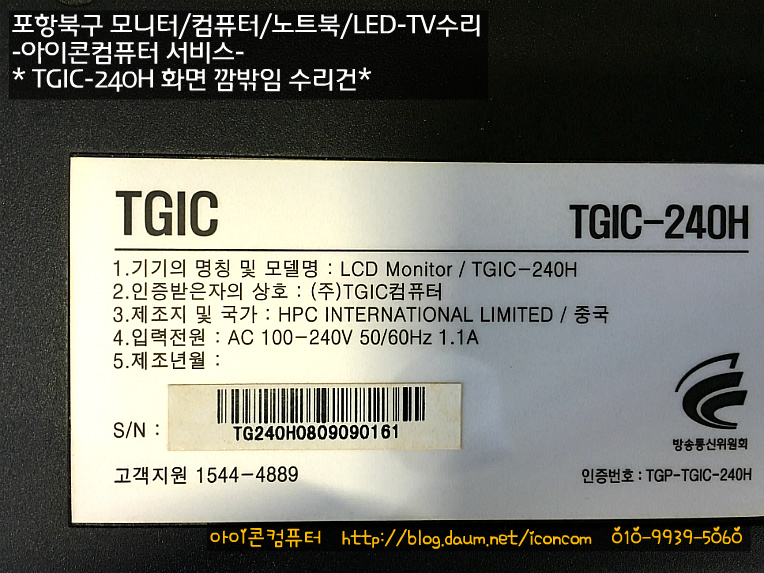 포항북구 모니터/컴퓨터/노트북/LED-TV수리
-아이콘컴퓨터 서비스-
* TGIC-240H 화면 깜밖임 수리건*
TGIC
TGIC-240H
1.기기의 명칭 및 모델명 : LCD Monitor / TGIC-240H
2.인증받은자의 상호 : (주)TGIC컴퓨터
3.제조지 및 국가 : HPC INTERNATIONAL LIMITED / 중국
4.입력전원 : AC 100-240V 50/60Hz 1.1A
5.제조년월 :
S/N :
TG240H0809090161
방송통신위원회
고객지원 1544-4889
인증번호 : TGP-TGIC-240H
아이콘컴퓨터 http://blog.daum.net/iconcom 010-9939-5060